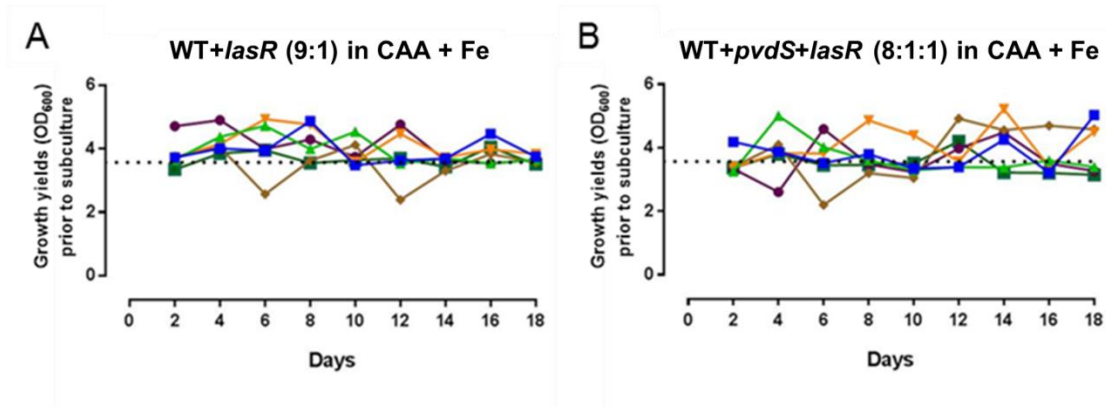 A
WT+lasR (9:1) in CAA + Fe
Growth yields (OD600)
prior to subculture
6
4
2
0
0 2 4 6 8 10 12 14 16 18
Days
B
WT+pvdS+lasR (8:1:1) in CAA + Fe
Growth yields (OD600)
prior to subculture
6
4
2
0
0 2 4 6 8 10 12 14 16 18
Days